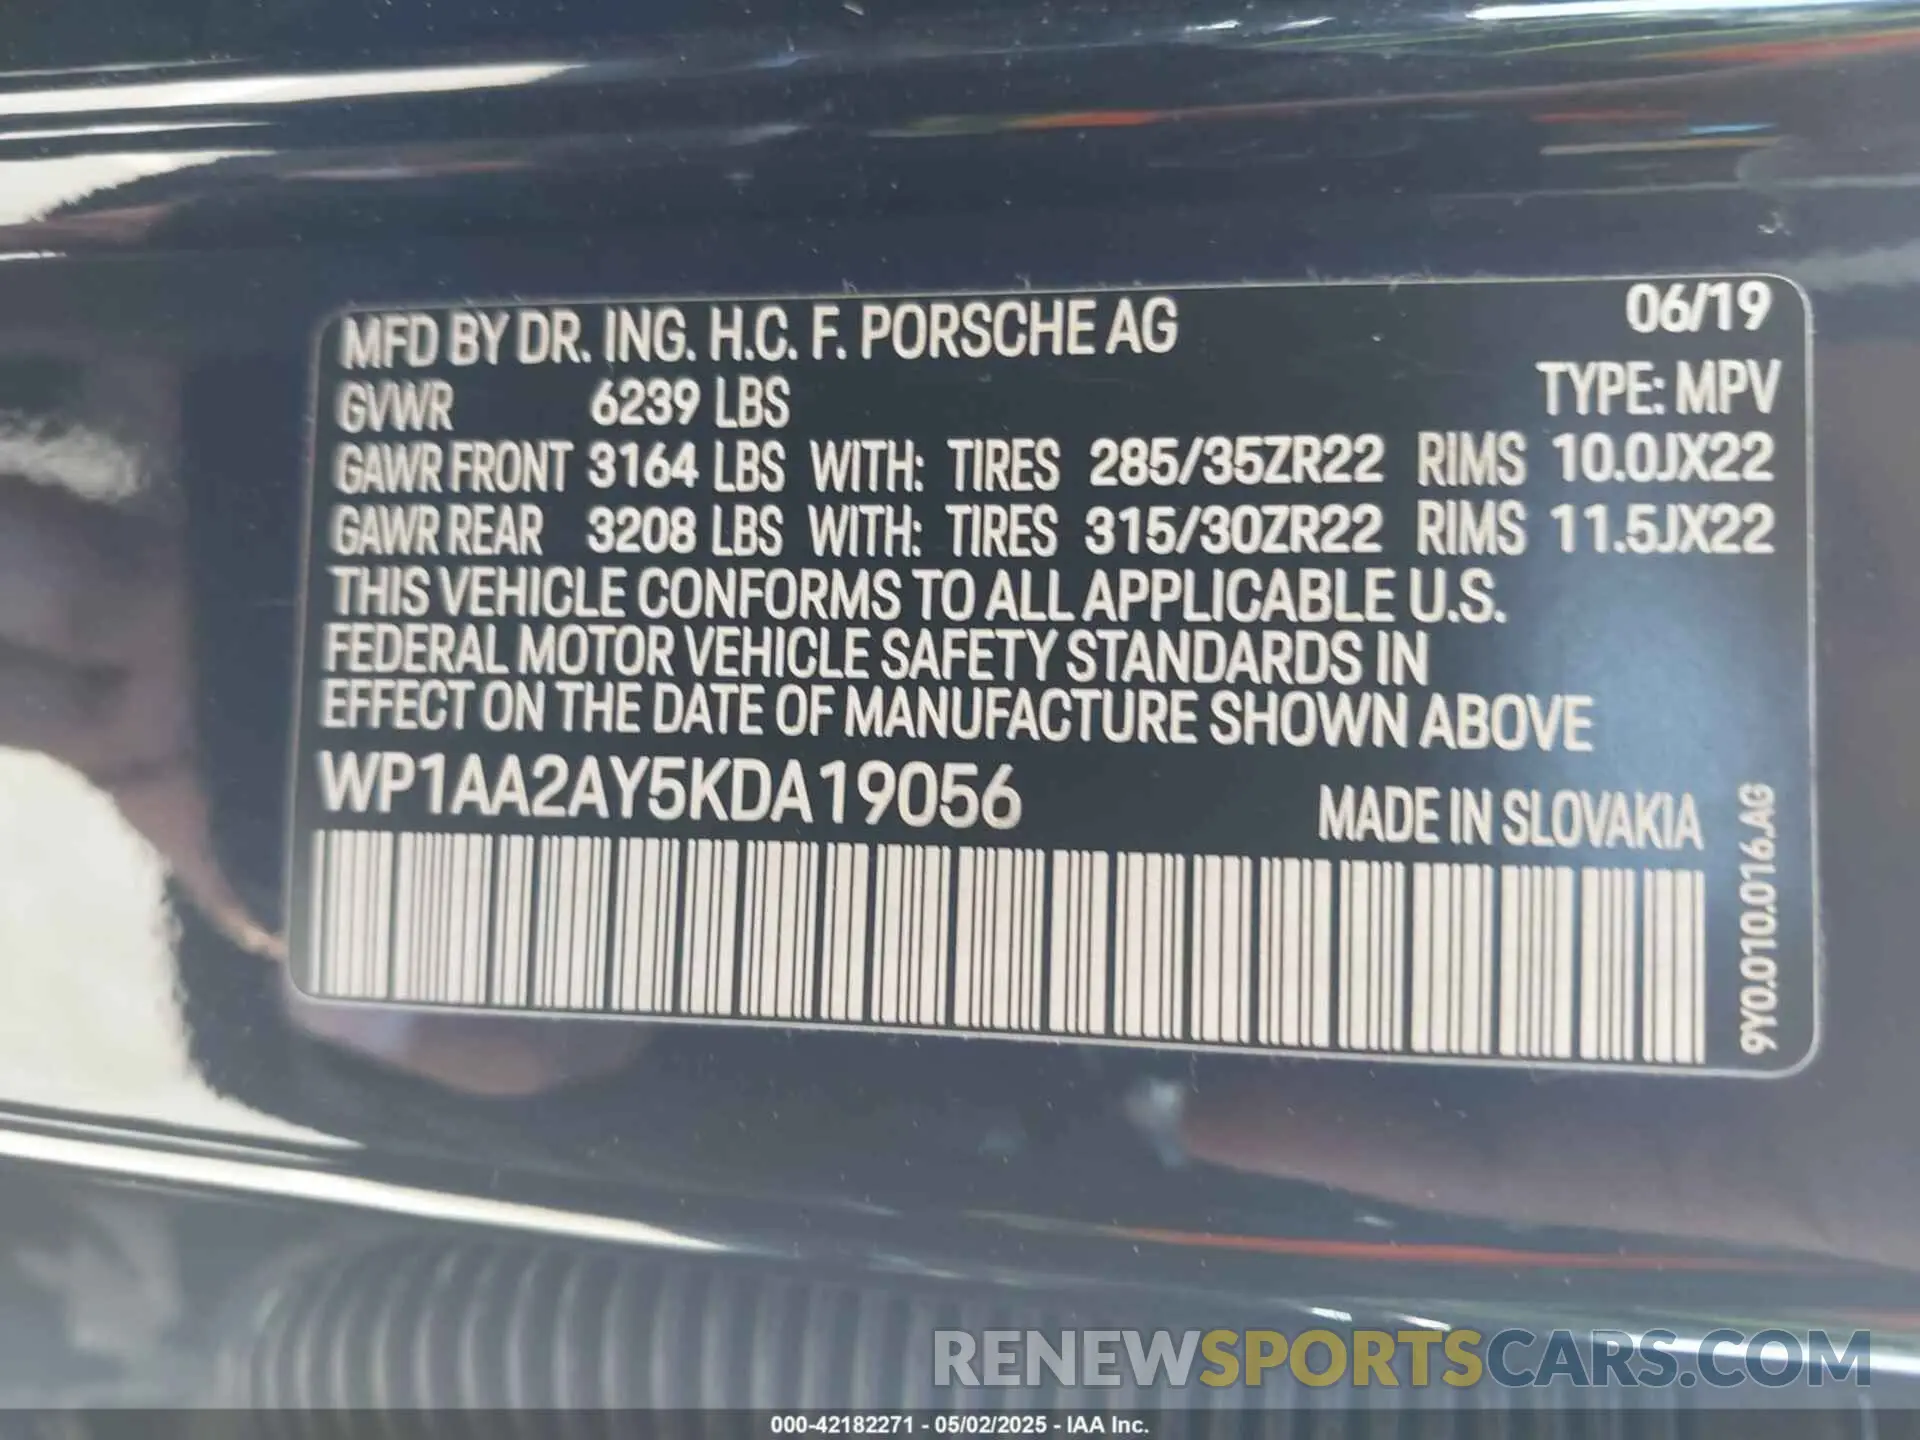 MFD BY DR. ING. H.C. F. PORSCHE AG 06/19
GVWR 6239 LBS TYPE: MPV
GAWR FRONT 3164 LBS WITH: TIRES 285/35ZR22 RIMS 10.0JX22
GAWR REAR 3208 LBS WITH: TIRES 315/30ZR22 RIMS 11.5JX22
THIS VEHICLE CONFORMS TO ALL APPLICABLE U.S.
FEDERAL MOTOR VEHICLE SAFETY STANDARDS IN
EFFECT ON THE DATE OF MANUFACTURE SHOWN ABOVE
WP1AA2AY5KDA19056
MADE IN SLOVAKIA
9Y0.010.016.AG
RENEWSPORTSCARS.COM
000-42182271 - 05/02/2025 - IAA Inc.